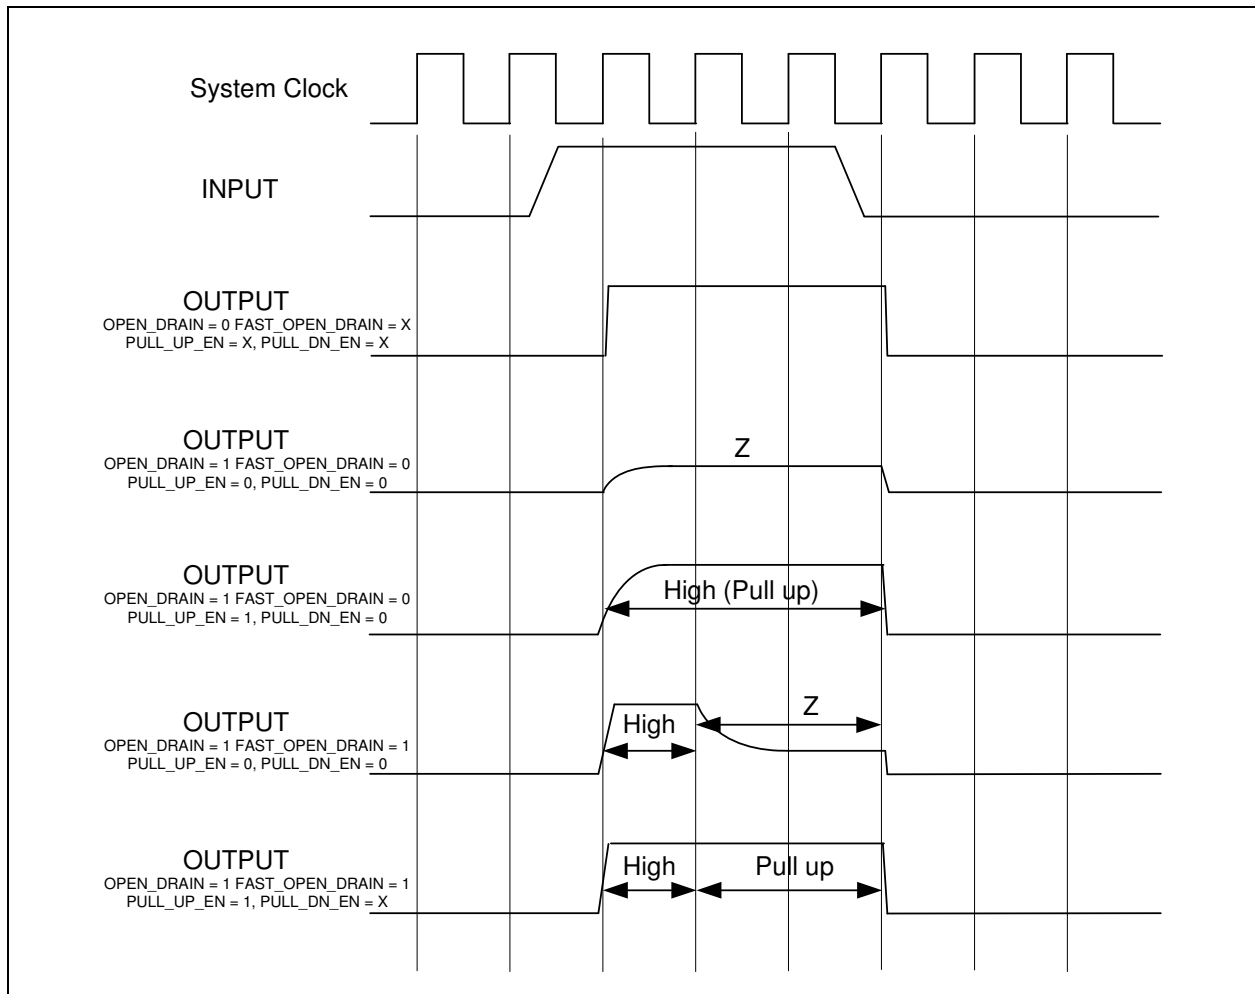 System Clock
INPUT
OUTPUT
OPEN_DRAIN = 0 FAST_OPEN_DRAIN = X
PULL_UP_EN = X, PULL_DN_EN = X
OUTPUT
OPEN_DRAIN = 1 FAST_OPEN_DRAIN = 0
PULL_UP_EN = 0, PULL_DN_EN = 0
Z
OUTPUT
OPEN_DRAIN = 1 FAST_OPEN_DRAIN = 0
PULL_UP_EN = 1, PULL_DN_EN = 0
High (Pull up)
OUTPUT
OPEN_DRAIN = 1 FAST_OPEN_DRAIN = 1
PULL_UP_EN = 0, PULL_DN_EN = 0
High
Z
OUTPUT
OPEN_DRAIN = 1 FAST_OPEN_DRAIN = 1
PULL_UP_EN = 1, PULL_DN_EN = X
High
Pull up